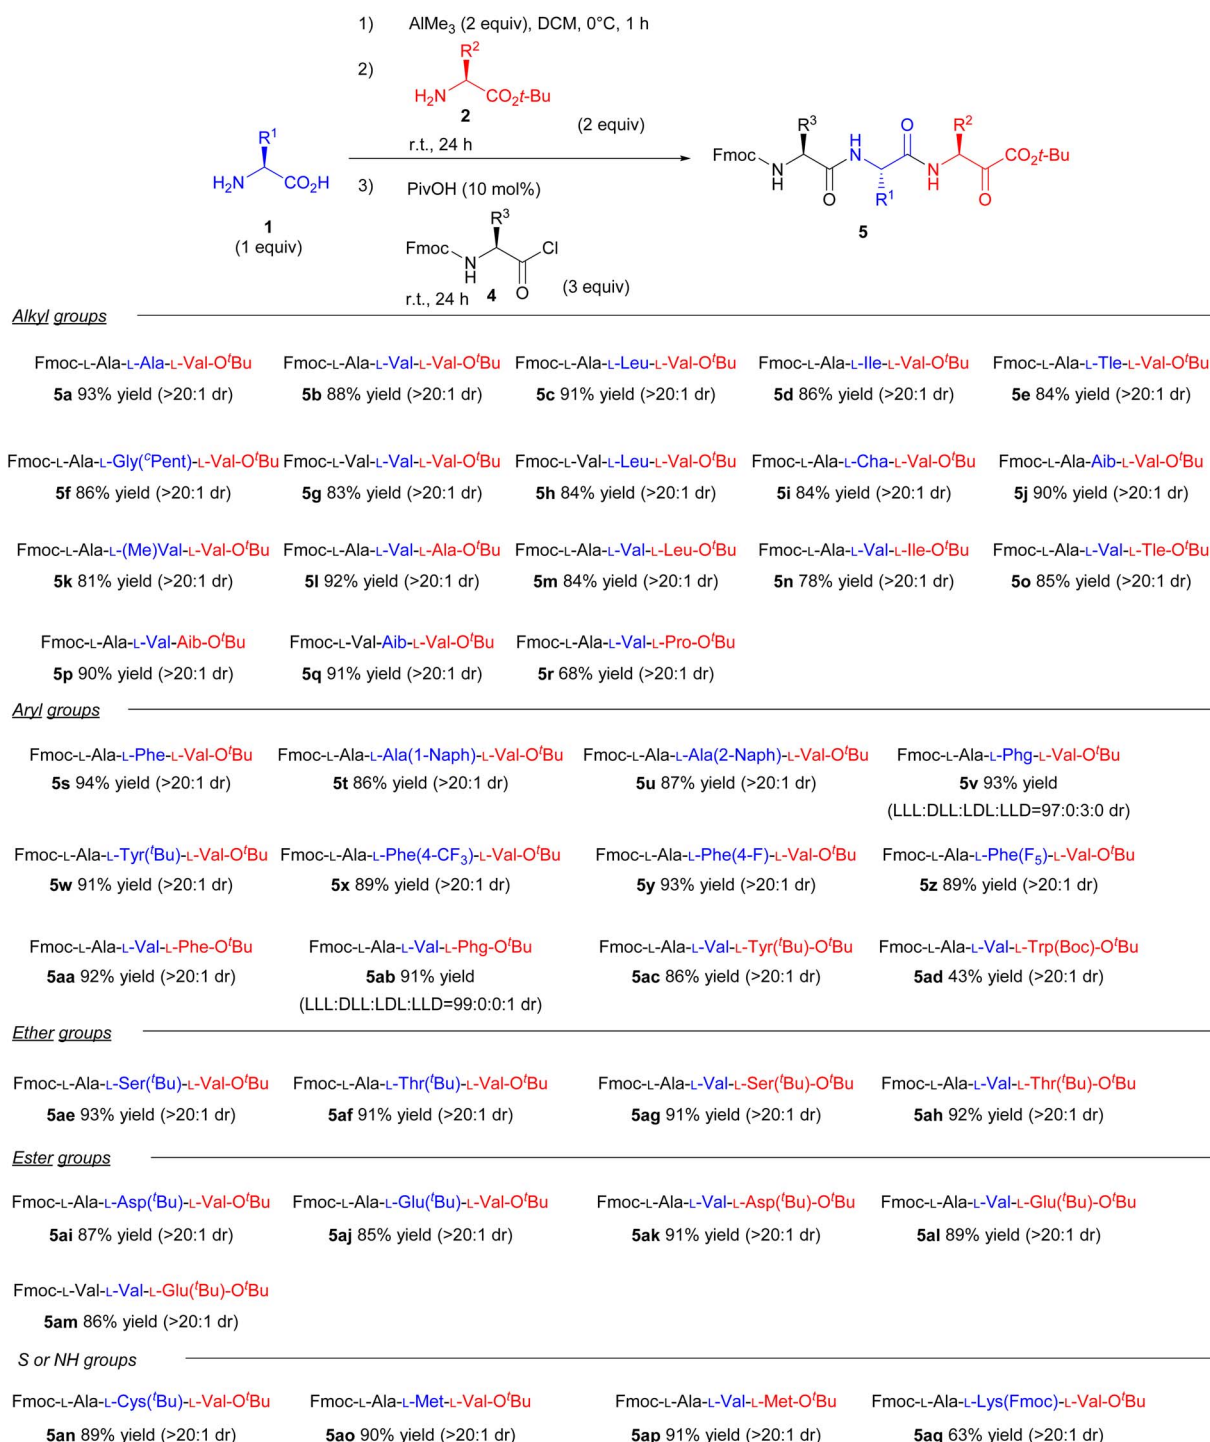 1) AlMe3 (2 equiv), DCM, 0°C, 1 h
R2
2)
H2N CO2t-Bu
2
(2 equiv)
r.t., 24 h
R1
H2N CO2H
1
(1 equiv)
3) PivOH (10 mol%)
R3
Fmoc N H Cl O
(3 equiv)
r.t., 24 h 4
R3 H N O R2
Fmoc N H O R1 N H O CO2t-Bu
5
Alkyl groups
Fmoc-L-Ala-L-Ala-L-Val-OtBu Fmoc-L-Ala-L-Val-L-Val-OtBu Fmoc-L-Ala-L-Leu-L-Val-OtBu Fmoc-L-Ala-L-Ile-L-Val-OtBu Fmoc-L-Ala-L-Tle-L-Val-OtBu
5a 93% yield (>20:1 dr) 5b 88% yield (>20:1 dr) 5c 91% yield (>20:1 dr) 5d 86% yield (>20:1 dr) 5e 84% yield (>20:1 dr)
Fmoc-L-Ala-L-Gly(cPent)-L-Val-OtBu Fmoc-L-Val-L-Val-L-Val-OtBu Fmoc-L-Val-L-Leu-L-Val-OtBu Fmoc-L-Ala-L-Cha-L-Val-OtBu Fmoc-L-Ala-Aib-L-Val-OtBu
5f 86% yield (>20:1 dr) 5g 83% yield (>20:1 dr) 5h 84% yield (>20:1 dr) 5i 84% yield (>20:1 dr) 5j 90% yield (>20:1 dr)
Fmoc-L-Ala-L-(Me)Val-L-Val-OtBu Fmoc-L-Ala-L-Val-L-Ala-OtBu Fmoc-L-Ala-L-Val-L-Leu-OtBu Fmoc-L-Ala-L-Val-L-Ile-OtBu Fmoc-L-Ala-L-Val-L-Tle-OtBu
5k 81% yield (>20:1 dr) 5l 92% yield (>20:1 dr) 5m 84% yield (>20:1 dr) 5n 78% yield (>20:1 dr) 5o 85% yield (>20:1 dr)
Fmoc-L-Ala-L-Val-Aib-OtBu Fmoc-L-Val-Aib-L-Val-OtBu Fmoc-L-Ala-L-Val-L-Pro-OtBu
5p 90% yield (>20:1 dr) 5q 91% yield (>20:1 dr) 5r 68% yield (>20:1 dr)
Aryl groups
Fmoc-L-Ala-L-Phe-L-Val-OtBu Fmoc-L-Ala-L-Ala(1-Naph)-L-Val-OtBu Fmoc-L-Ala-L-Ala(2-Naph)-L-Val-OtBu Fmoc-L-Ala-L-Phg-L-Val-OtBu
5s 94% yield (>20:1 dr) 5t 86% yield (>20:1 dr) 5u 87% yield (>20:1 dr) 5v 93% yield
(LLL:DLL:LDL:LLD=97:0:3:0 dr)
Fmoc-L-Ala-L-Tyr(tBu)-L-Val-OtBu Fmoc-L-Ala-L-Phe(4-CF3)-L-Val-OtBu Fmoc-L-Ala-L-Phe(4-F)-L-Val-OtBu Fmoc-L-Ala-L-Phe(F5)-L-Val-OtBu
5w 91% yield (>20:1 dr) 5x 89% yield (>20:1 dr) 5y 93% yield (>20:1 dr) 5z 89% yield (>20:1 dr)
Fmoc-L-Ala-L-Val-L-Phe-OtBu Fmoc-L-Ala-L-Val-L-Phg-OtBu Fmoc-L-Ala-L-Val-L-Tyr(tBu)-OtBu Fmoc-L-Ala-L-Val-L-Trp(Boc)-OtBu
5aa 92% yield (>20:1 dr) 5ab 91% yield 5ac 86% yield (>20:1 dr) 5ad 43% yield (>20:1 dr)
(LLL:DLL:LDL:LLD=99:0:0:1 dr)
Ether groups
Fmoc-L-Ala-L-Ser(tBu)-L-Val-OtBu Fmoc-L-Ala-L-Thr(tBu)-L-Val-OtBu Fmoc-L-Ala-L-Val-L-Ser(tBu)-OtBu Fmoc-L-Ala-L-Val-L-Thr(tBu)-OtBu
5ae 93% yield (>20:1 dr) 5af 91% yield (>20:1 dr) 5ag 91% yield (>20:1 dr) 5ah 92% yield (>20:1 dr)
Ester groups
Fmoc-L-Ala-L-Asp(tBu)-L-Val-OtBu Fmoc-L-Ala-L-Glu(tBu)-L-Val-OtBu Fmoc-L-Ala-L-Val-L-Asp(tBu)-OtBu Fmoc-L-Ala-L-Val-L-Glu(tBu)-OtBu
5ai 87% yield (>20:1 dr) 5aj 85% yield (>20:1 dr) 5ak 91% yield (>20:1 dr) 5al 89% yield (>20:1 dr)
Fmoc-L-Val-L-Val-L-Glu(tBu)-OtBu
5am 86% yield (>20:1 dr)
S or NH groups
Fmoc-L-Ala-L-Cys(tBu)-L-Val-OtBu Fmoc-L-Ala-L-Met-L-Val-OtBu Fmoc-L-Ala-L-Val-L-Met-OtBu Fmoc-L-Ala-L-Lys(Fmoc)-L-Val-OtBu
5an 89% yield (>20:1 dr) 5ao 90% yield (>20:1 dr) 5ap 91% yield (>20:1 dr) 5aq 63% yield (>20:1 dr)